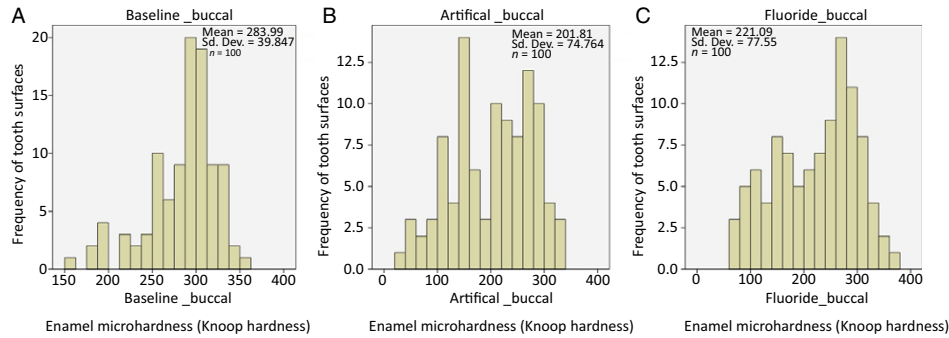 A
Baseline _buccal
Mean = 283.99
Sd. Dev. = 39.847
n = 100
Frequency of tooth surfaces
20
15
10
5
0
150 200 250 300 350 400
Baseline _buccal
Enamel microhardness (Knoop hardness)
B
Artifical _buccal
Mean = 201.81
Sd. Dev. = 74.764
n = 100
Frequency of tooth surfaces
12.5
10.0
7.5
5.0
2.5
0.0
0 100 200 300 400
Artifical _buccal
Enamel microhardness (Knoop hardness)
C
Fluoride_buccal
Mean = 221.09
Sd. Dev. = 77.55
n = 100
Frequency of tooth surfaces
12.5
10.0
7.5
5.0
2.5
0.0
0 100 200 300 400
Fluoride_buccal
Enamel microhardness (Knoop hardness)